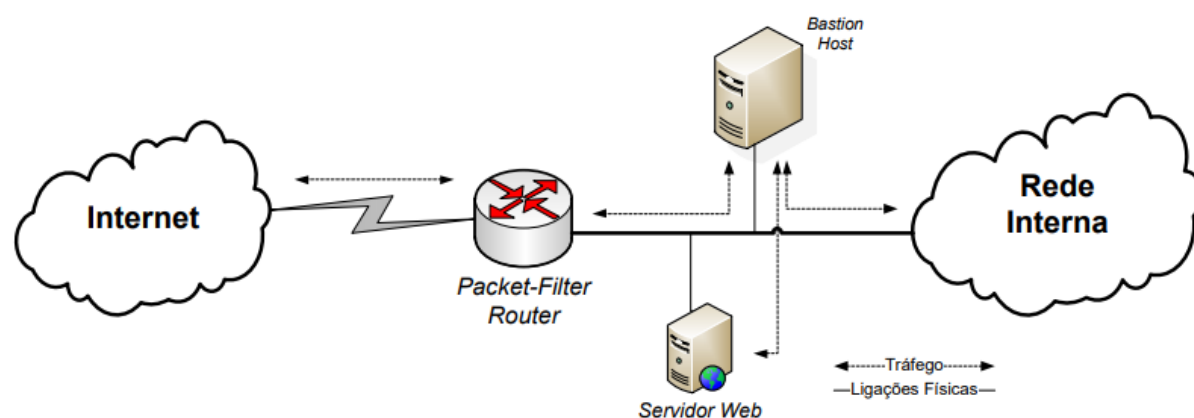 Bastion
Host
Internet
Rede
Interna
Packet-Filter
Router
Tráfego
Ligações Físicas
Servidor Web